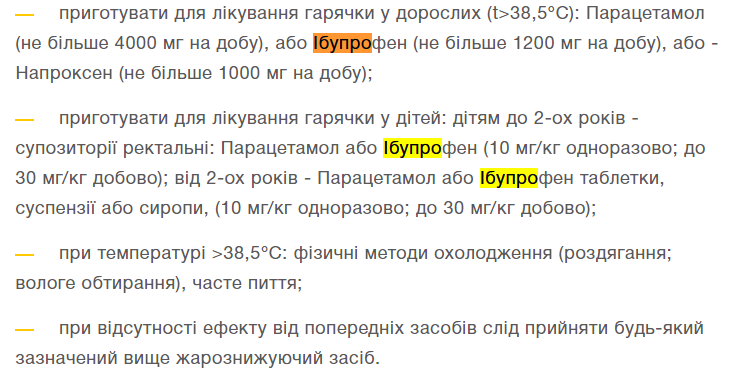 — приготувати для лікування гарячки у дорослих (t>38,5°С): Парацетамол
(не більше 4000 мг на добу), або Ібупрофен (не більше 1200 мг на добу), або -
Напроксен (не більше 1000 мг на добу);
— приготувати для лікування гарячки у дітей: дітям до 2-ох років -
супозиторії ректальні: Парацетамол або Ібупрофен (10 мг/кг одноразово; до
30 мг/кг добово); від 2-ох років - Парацетамол або Ібупрофен таблетки,
суспензії або сиропи, (10 мг/кг одноразово; до 30 мг/кг добово);
— при температурі >38,5°С: фізичні методи охолодження (роздягання;
вологе обтирання), часте пиття;
— при відсутності ефекту від попередніх засобів слід прийняти будь-який
зазначений вище жарознижуючий засіб.